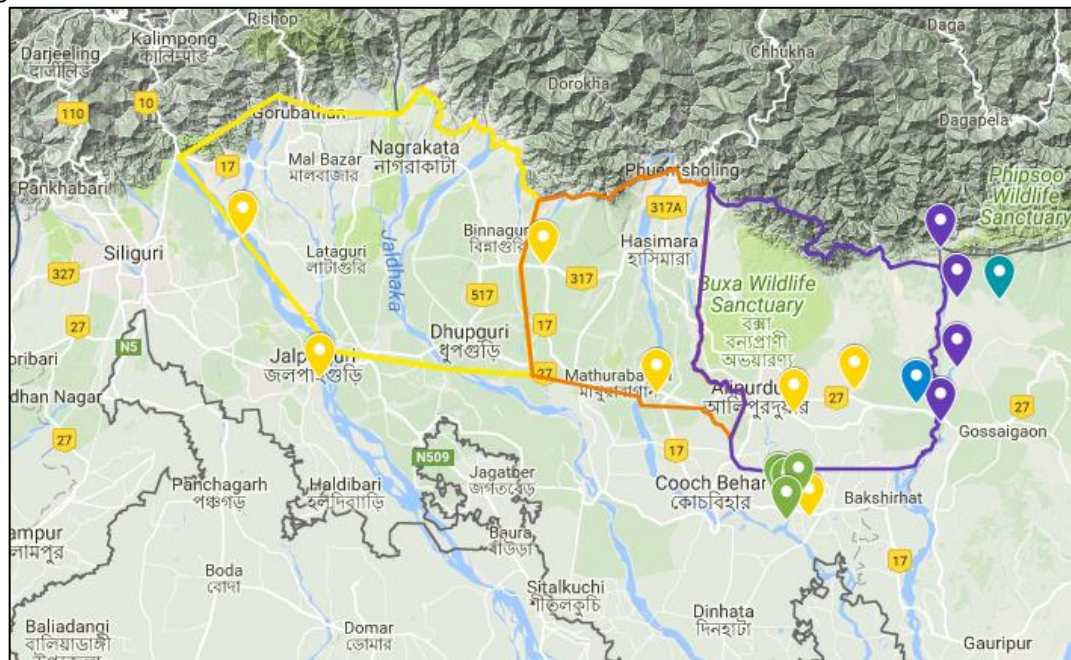 Rishop
Daga
Kalimpong
কালিম্পঙ
Chhukha
Darjeeling
Dorokha
10
110
Gorubathan
Dagapela
Nagrakata
নাগরাকাটা
17
Mal Bazar
মালবাজার
Phuentsholing
Pankhabari
Phipsoo
Wildlife
Sanctuary
317A
Binnaguri
বিন্নাগুরি
Hasimara
হাসিমারা
Siliguri
Lataguri
লাটাগুড়ি
Jaldhaka
327
317
517
Buxa Wildlife
Sanctuary
বক্সা
বন্যপ্রাণী
অভয়ারণ্য
Dhupguri
ধূপগুড়ি
17
27
N5
Jalpaiguri
জলপাইগুড়ি
27
Mathurabagan
27
27
Gossaigaon
dhan Nagar
27
17
N509
Jagatber
জগতবেড়
Cooch Behar
কোচবিহার
Bakshirhat
Panchagarh
পঞ্চগড়
Haldibari
হলদিবাড়ি
Baura
বাউড়া
Boda
বোদা
17
Sitalkuchi
শীতলকুচি
Dinhata
দিনহাটা
Baliadangi
বালিয়াডাঙ্গী
Domar
ডোমার
Gauripur